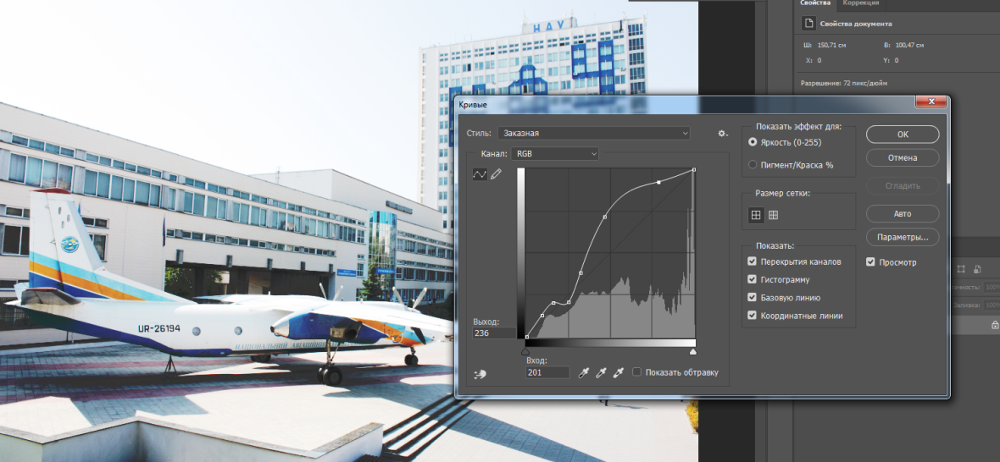 Свойства Коррекция
Свойства документа
Ш: 150,71 см В: 100,47 см
X: 0 Y: 0
Разрешение: 72 пикс/дюйм
НАУ
Кривые
Стиль: Заказная
Канал: RGB
Выход:
236
Вход:
201
Показать обтравку
Показать эффект для:
Яркость (0-255)
Пигмент/Краска %
Размер сетки:
Показать:
Перекрытия каналов
Гистограмму
Базовую линию
Координатные линии
OK
Отмена
Сгладить
Авто
Параметры...
Просмотр
100%
Заливка: 100%
UR-26194
НАЦІОНАЛЬНИЙ АВІАЦІЙНИЙ